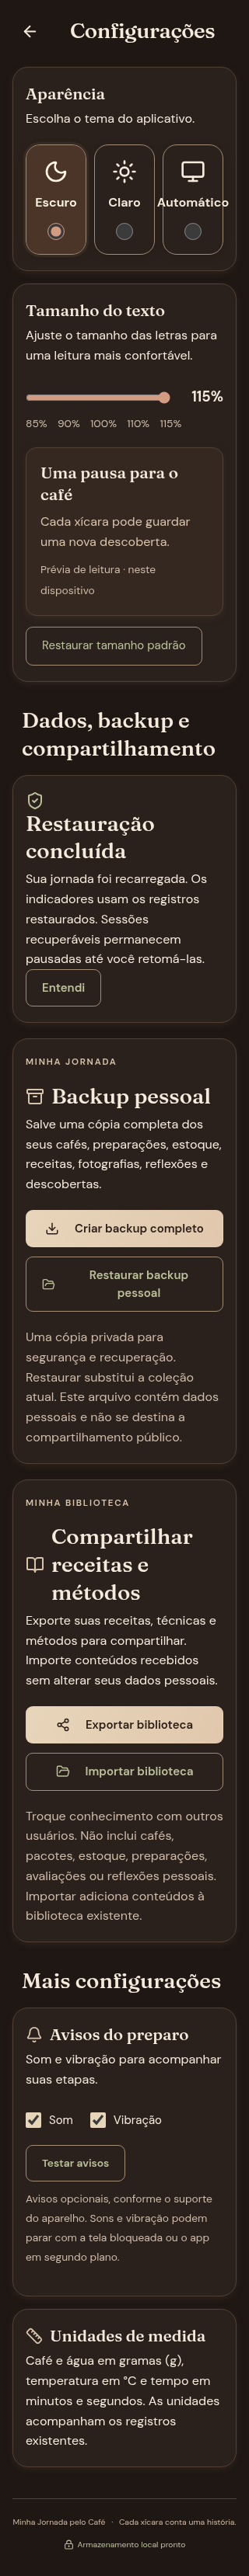 Configurações
Aparência
Escolha o tema do aplicativo.
Escuro
Claro
Automático
Tamanho do texto
Ajuste o tamanho das letras para
uma leitura mais confortável.
115%
85% 90% 100% 110% 115%
Uma pausa para o
café
Cada xícara pode guardar
uma nova descoberta.
Prévia de leitura · neste
dispositivo
Restaurar tamanho padrão
Dados, backup e
compartilhamento
Restauração
concluída
Sua jornada foi recarregada. Os
indicadores usam os registros
restaurados. Sessões
recuperáveis permanecem
pausadas até você retomá-las.
Entendi
MINHA JORNADA
Backup pessoal
Salve uma cópia completa dos
seus cafés, preparações, estoque,
receitas, fotografias, reflexões e
descobertas.
Criar backup completo
Restaurar backup
pessoal
Uma cópia privada para
segurança e recuperação.
Restaurar substitui a coleção
atual. Este arquivo contém dados
pessoais e não se destina a
compartilhamento público.
MINHA BIBLIOTECA
Compartilhar
receitas e
métodos
Exporte suas receitas, técnicas e
métodos para compartilhar.
Importe conteúdos recebidos
sem alterar seus dados pessoais.
Exportar biblioteca
Importar biblioteca
Troque conhecimento com outros
usuários. Não inclui cafés,
pacotes, estoque, preparações,
avaliações ou reflexões pessoais.
Importar adiciona conteúdos à
biblioteca existente.
Mais configurações
Avisos do preparo
Som e vibração para acompanhar
suas etapas.
Som Vibração
Testar avisos
Avisos opcionais, conforme o suporte
do aparelho. Sons e vibração podem
parar com a tela bloqueada ou o app
em segundo plano.
Unidades de medida
Café e água em gramas (g),
temperatura em °C e tempo em
minutos e segundos. As unidades
acompanham os registros
existentes.
Minha Jornada pelo Café · Cada xícara conta uma história.
Armazenamento local pronto